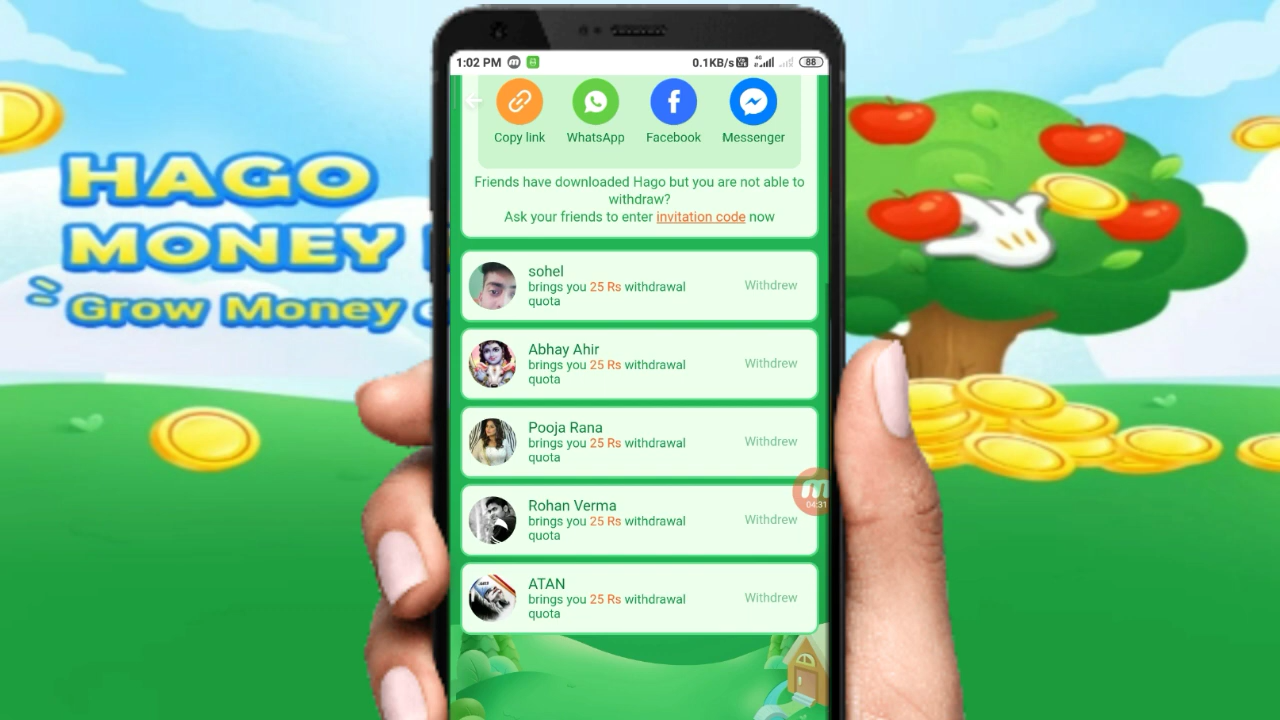 HAGO
MONEY
Grow Money
1:02 PM
0.1KB/s
4G
88
Copy link
WhatsApp
Facebook
Messenger
Friends have downloaded Hago but you are not able to
withdraw?
Ask your friends to enter invitation code now
sohel
brings you 25 Rs withdrawal
quota
Withdrew
Abhay Ahir
brings you 25 Rs withdrawal
quota
Withdrew
Pooja Rana
brings you 25 Rs withdrawal
quota
Withdrew
Rohan Verma
brings you 25 Rs withdrawal
quota
Withdrew
04:31
ATAN
brings you 25 Rs withdrawal
quota
Withdrew